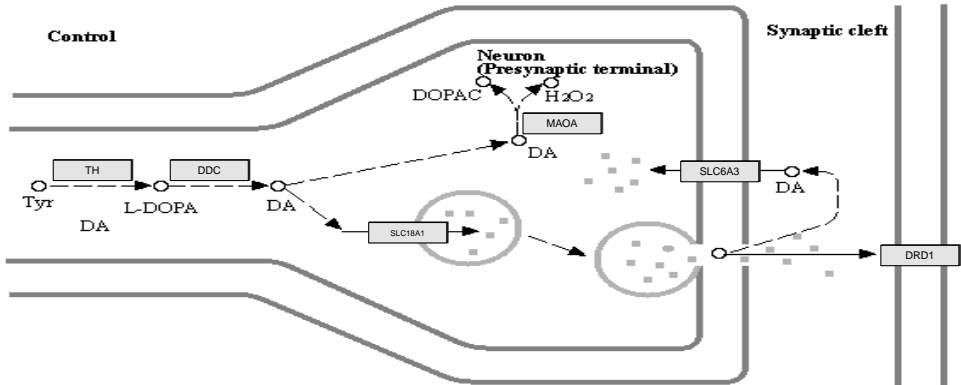 Control
Synaptic cleft
Neuron
(Presynaptic terminal)
DOPAC
H₂O₂
MAOA
DA
TH
DDC
SLC6A3
Tyr
L-DOPA
DA
DA
DA
SLC18A1
DRD1